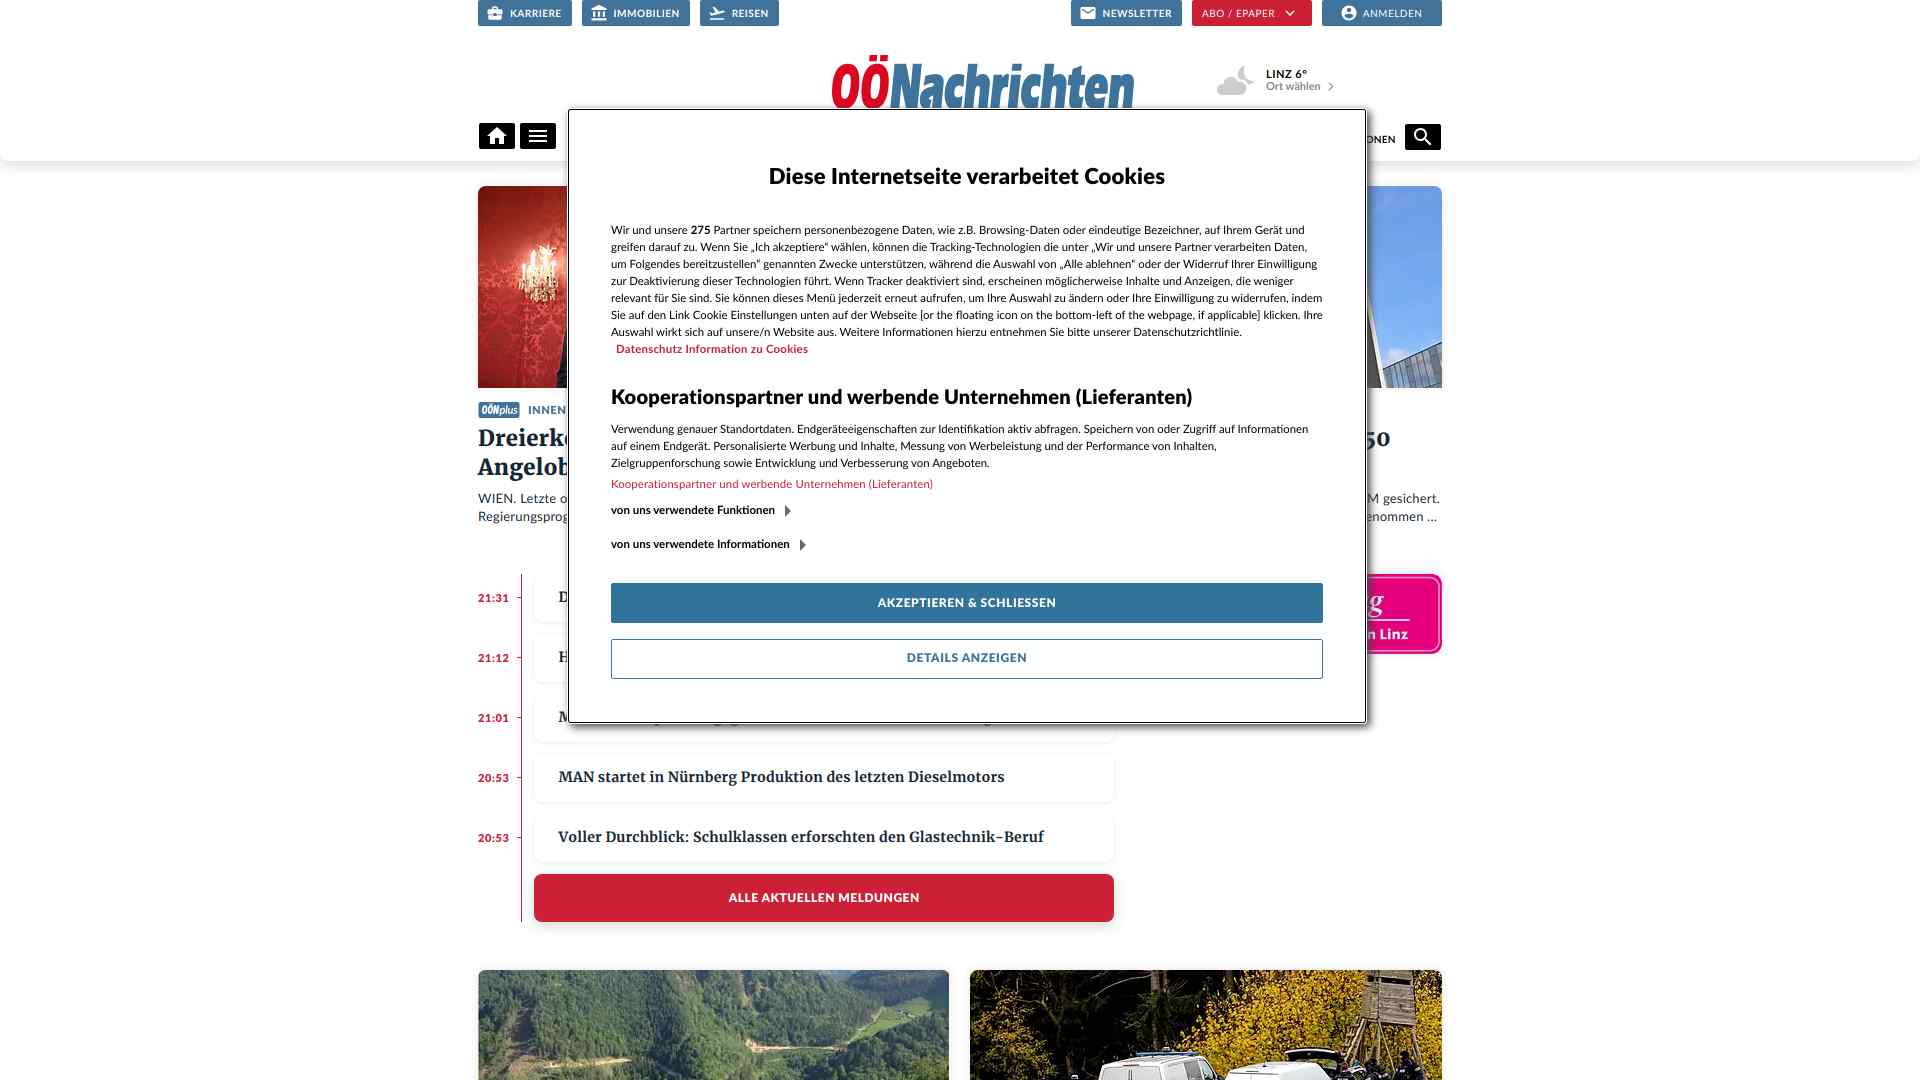 KARRIERE
IMMOBILIEN
REISEN
NEWSLETTER
ABO / EPAPER
ANMELDEN
OÖNachrichten
LINZ 6°
Ort wählen
Diese Internetseite verarbeitet Cookies
Wir und unsere 275 Partner speichern personenbezogene Daten, wie z.B. Browsing-Daten oder eindeutige Bezeichner, auf Ihrem Gerät und
greifen darauf zu. Wenn Sie „Ich akzeptiere“ wählen, können die Tracking-Technologien die unter „Wir und unsere Partner verarbeiten Daten,
um Folgendes bereitzustellen“ genannten Zwecke unterstützen, während die Auswahl von „Alle ablehnen“ oder der Widerruf Ihrer Einwilligung
zur Deaktivierung dieser Technologien führt. Wenn Tracker deaktiviert sind, erscheinen möglicherweise Inhalte und Anzeigen, die weniger
relevant für Sie sind. Sie können dieses Menü jederzeit erneut aufrufen, um Ihre Auswahl zu ändern oder Ihre Einwilligung zu widerrufen, indem
Sie auf den Link Cookie Einstellungen unten auf der Webseite [or the floating icon on the bottom-left of the webpage, if applicable] klicken. Ihre
Auswahl wirkt sich auf unsere/n Website aus. Weitere Informationen hierzu entnehmen Sie bitte unserer Datenschutzrichtlinie.
Datenschutz Information zu Cookies
Kooperationspartner und werbende Unternehmen (Lieferanten)
Verwendung genauer Standortdaten. Endgeräteeigenschaften zur Identifikation aktiv abfragen. Speichern von oder Zugriff auf Informationen
auf einem Endgerät. Personalisierte Werbung und Inhalte, Messung von Werbeleistung und der Performance von Inhalten,
Zielgruppenforschung sowie Entwicklung und Verbesserung von Angeboten.
Kooperationspartner und werbende Unternehmen (Lieferanten)
von uns verwendete Funktionen
von uns verwendete Informationen
AKZEPTIEREN & SCHLIESSEN
DETAILS ANZEIGEN
OÖNplus INNEN
Dreierk
Angelob
WIEN. Letzte o
Regierungsprog
50
M gesichert.
enommen ...
n Linz
21:31 D
21:12 H
21:01 M
20:53 MAN startet in Nürnberg Produktion des letzten Dieselmotors
20:53 Voller Durchblick: Schulklassen erforschten den Glastechnik-Beruf
ALLE AKTUELLEN MELDUNGEN